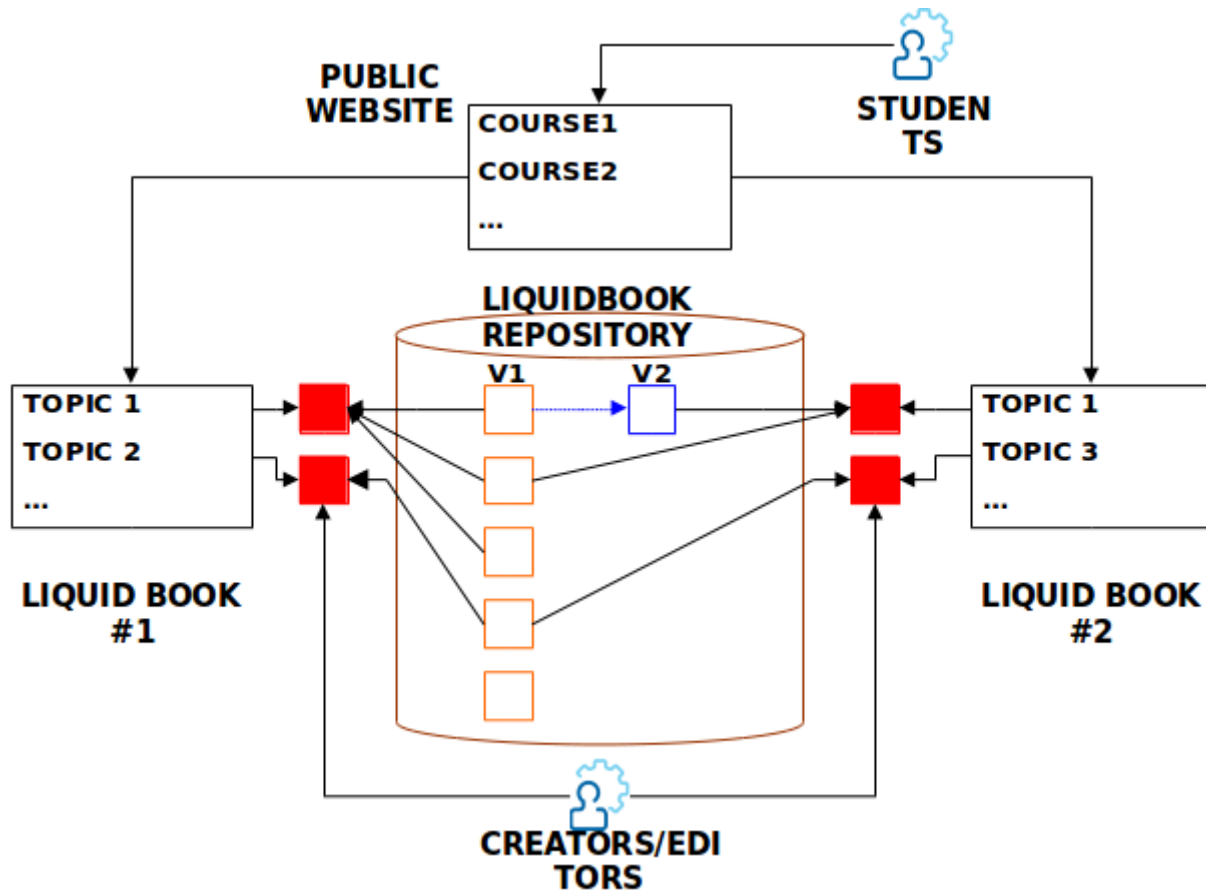 PUBLIC
WEBSITE
STUDEN
TS
COURSE1
COURSE2
...
LIQUIDBOOK
REPOSITORY
V1
V2
TOPIC 1
TOPIC 2
...
LIQUID BOOK
#1
TOPIC 1
TOPIC 3
...
LIQUID BOOK
#2
CREATORS/EDI
TORS